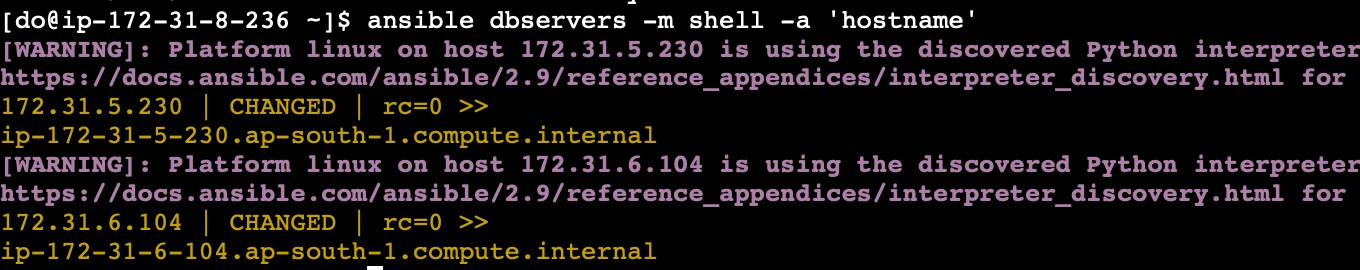 [do@ip-172-31-8-236 ~]$ ansible dbservers -m shell -a 'hostname'
[WARNING]: Platform linux on host 172.31.5.230 is using the discovered Python interpreter
https://docs.ansible.com/ansible/2.9/reference_appendices/interpreter_discovery.html for
172.31.5.230 | CHANGED | rc=0 >>
ip-172-31-5-230.ap-south-1.compute.internal
[WARNING]: Platform linux on host 172.31.6.104 is using the discovered Python interpreter
https://docs.ansible.com/ansible/2.9/reference_appendices/interpreter_discovery.html for
172.31.6.104 | CHANGED | rc=0 >>
ip-172-31-6-104.ap-south-1.compute.internal